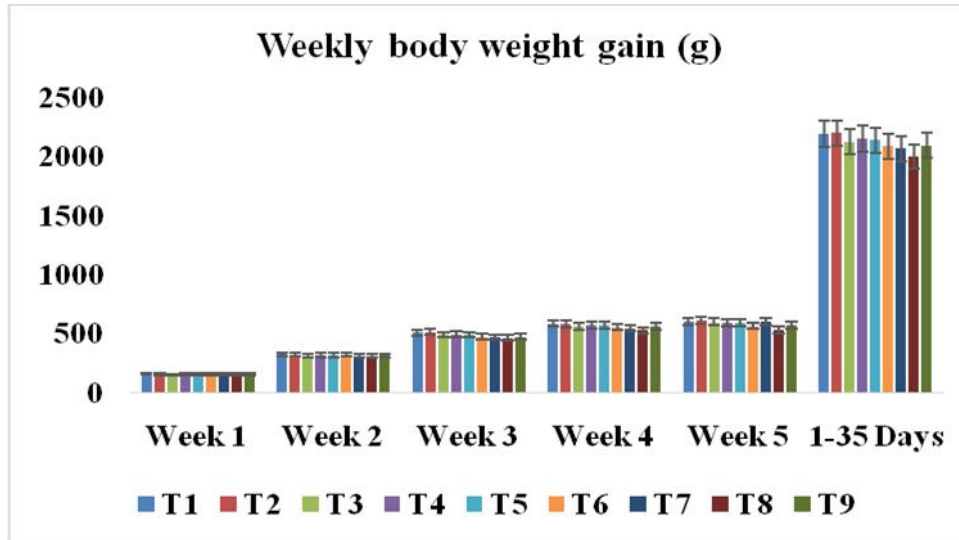 Weekly body weight gain (g)
2500
2000
1500
1000
500
0
Week 1 Week 2 Week 3 Week 4 Week 5 1-35 Days
T1 T2 T3 T4 T5 T6 T7 T8 T9